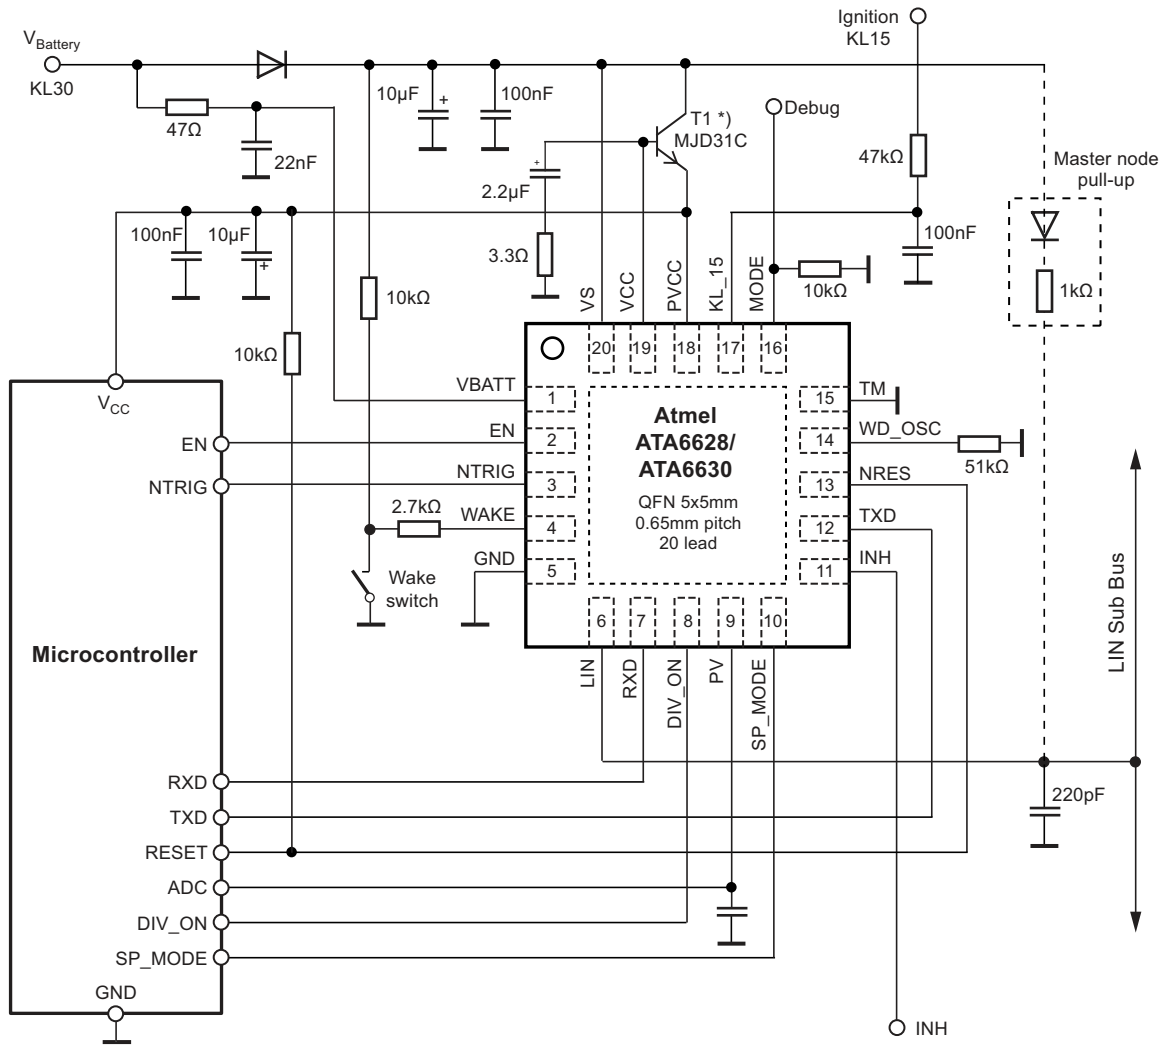 Ignition
KL15
V_Battery
KL30
47Ω
22nF
10µF
+
100nF
T1 *)
MJD31C
Debug
47kΩ
Master node
pull-up
+
2.2µF
3.3Ω
100nF
10µF
+
100nF
10kΩ
10kΩ
10kΩ
1kΩ
VS
VCC
PVCC
KL_15
MODE
20
19
18
17
16
V_CC
VBATT
1
EN
EN
2
NTRIG
NTRIG
3
2.7kΩ
WAKE
4
GND
5
Wake
switch
Atmel
ATA6628/
ATA6630
QFN 5x5mm
0.65mm pitch
20 lead
15
TM
14
WD_OSC
51kΩ
13
NRES
12
TXD
11
INH
6
7
8
9
10
LIN
RXD
DIV_ON
PV
SP_MODE
LIN Sub Bus
Microcontroller
RXD
TXD
RESET
ADC
DIV_ON
SP_MODE
GND
220pF
INH